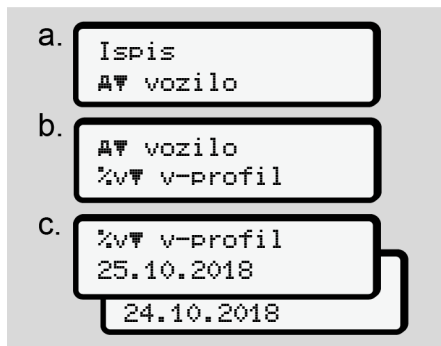 a.
Ispis
A▼ vozilo
b.
A▼ vozilo
%v▼ v-profil
c.
%v▼ v-profil
25.10.2018
24.10.2018